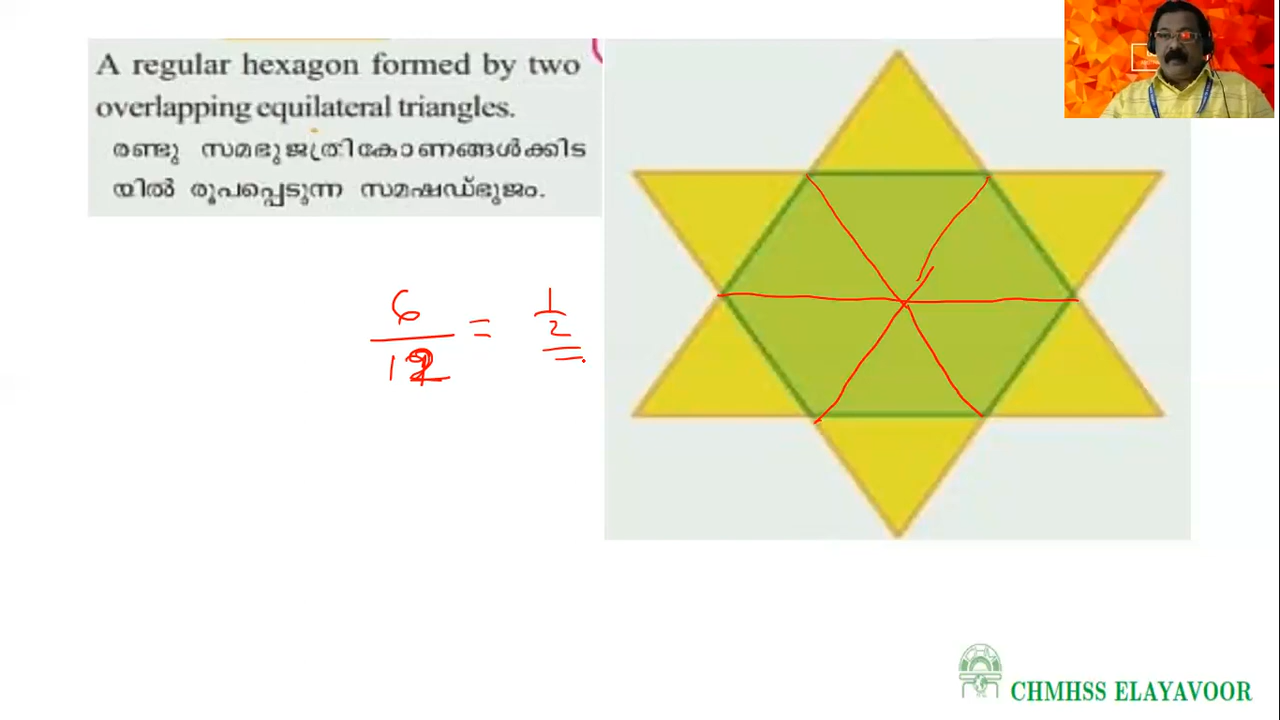 A regular hexagon formed by two
overlapping equilateral triangles.
രണ്ടു സമഭുജത്രികോണങ്ങൾക്കിട
യിൽ രൂപപ്പെടുന്ന സമഷഡ്ഭുജം.
6/12 = 1/2
CHMHSS ELAYAVOOR